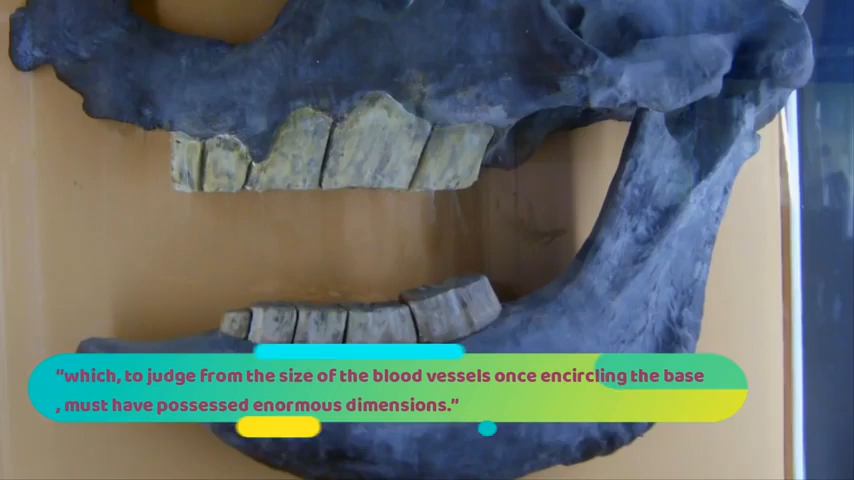 “which, to judge from the size of the blood vessels once encircling the base
, must have possessed enormous dimensions.”